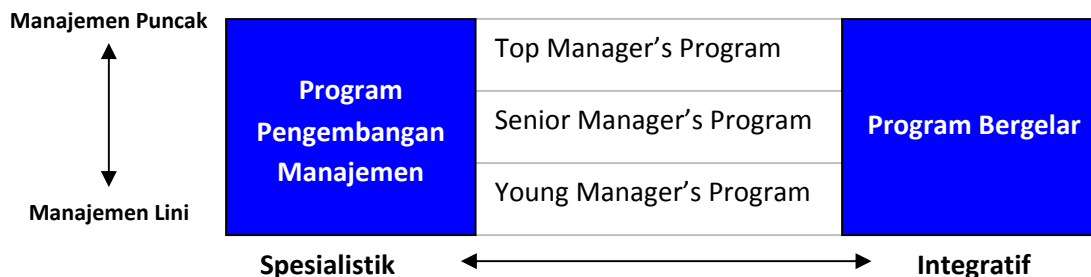 Manajemen Puncak
Manajemen Lini
Program
Pengembangan
Manajemen
Top Manager’s Program
Senior Manager’s Program
Young Manager’s Program
Program Bergelar
Spesialistik
Integratif